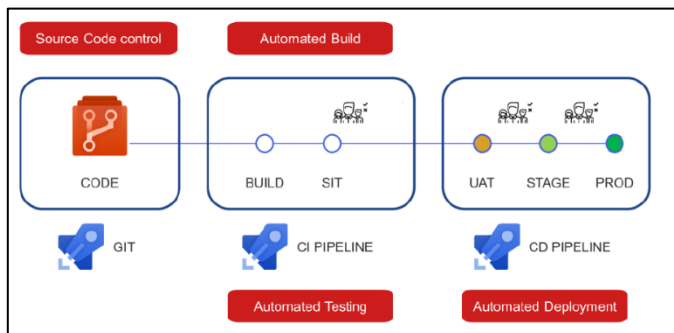 Source Code control
Automated Build
CODE
BUILD
SIT
UAT
STAGE
PROD
GIT
CI PIPELINE
CD PIPELINE
Automated Testing
Automated Deployment